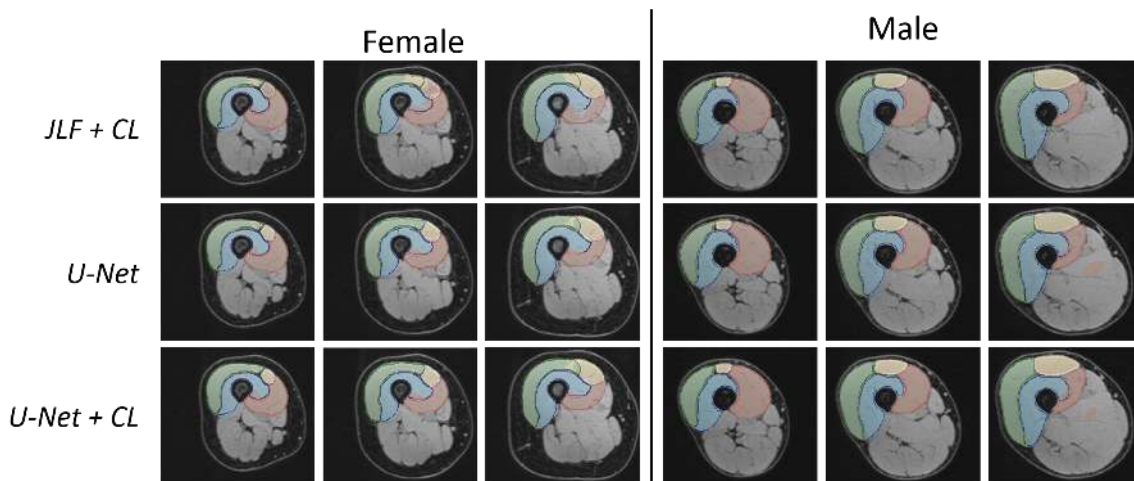 Female
Male
JLF + CL
U-Net
U-Net + CL